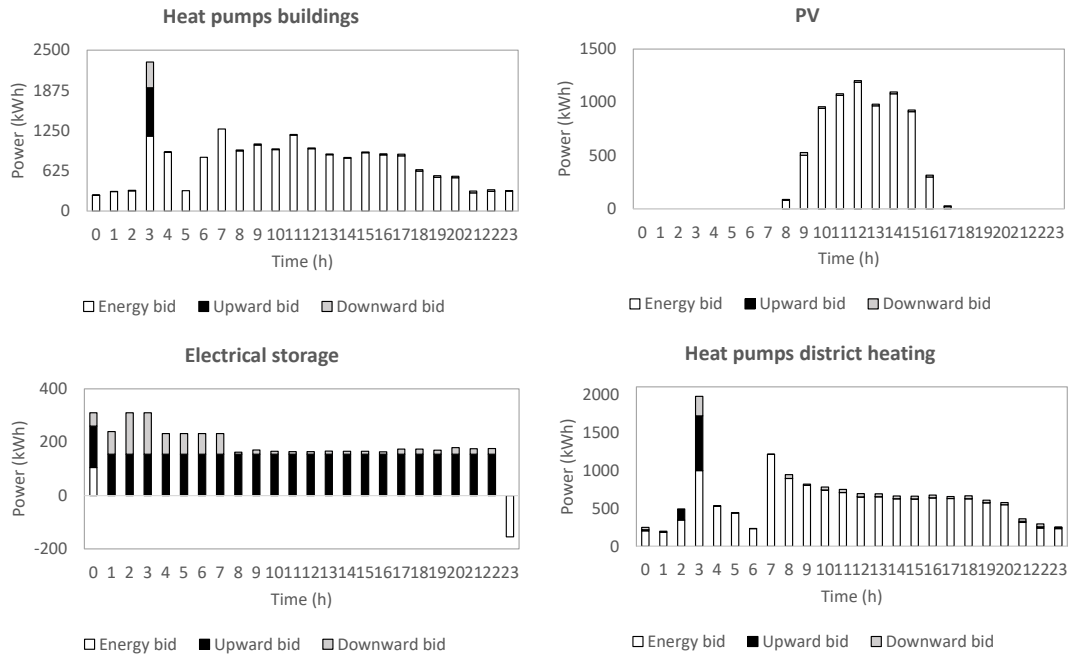 Heat pumps buildings
2500
1875
1250
625
0
Power (kWh)
0 1 2 3 4 5 6 7 8 9 1011121314151617181920212223
Time (h)
Energy bid Upward bid Downward bid
PV
1500
1000
500
0
Power (kWh)
0 1 2 3 4 5 6 7 8 9 1011121314151617181920212223
Time (h)
Energy bid Upward bid Downward bid
Electrical storage
400
200
0
-200
Power (kWh)
0 1 2 3 4 5 6 7 8 9 1011121314151617181920212223
Time (h)
Energy bid Upward bid Downward bid
Heat pumps district heating
2000
1500
1000
500
0
Power (kWh)
0 1 2 3 4 5 6 7 8 9 1011121314151617181920212223
Time (h)
Energy bid Upward bid Downward bid